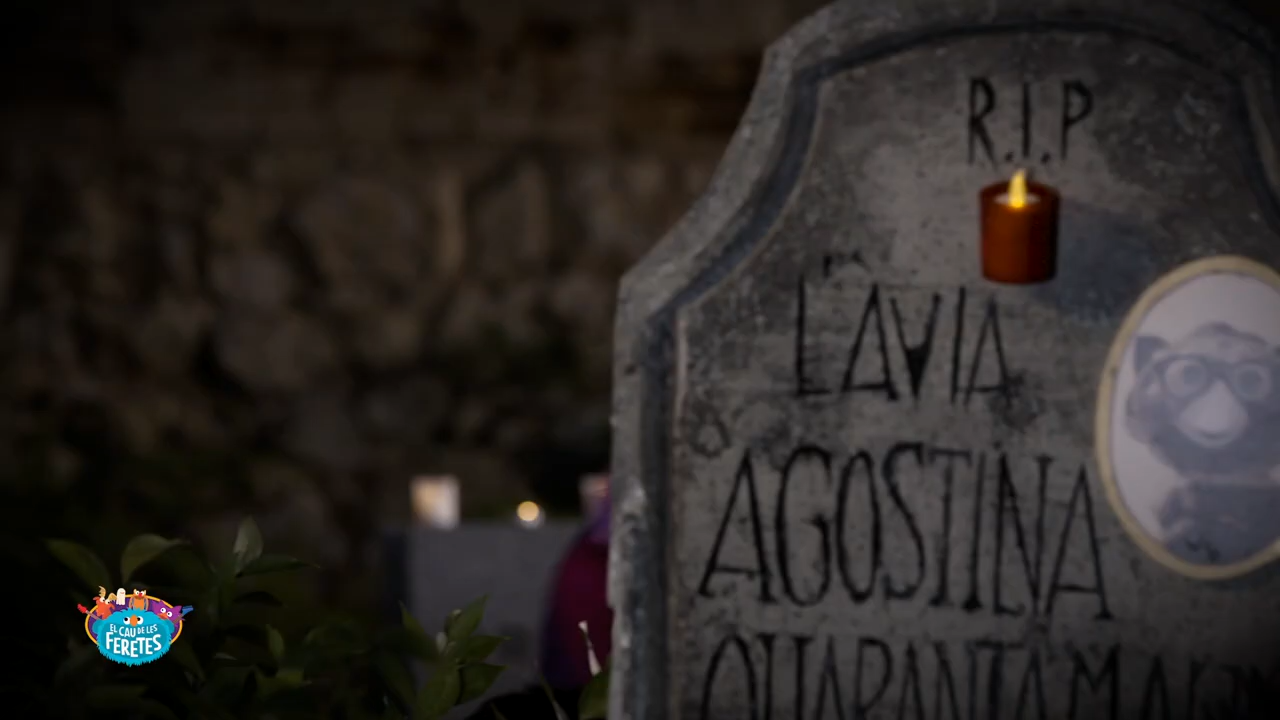 R.I.P
LAVIA
AGOSTINA
EL CAU DE LES
FERETES